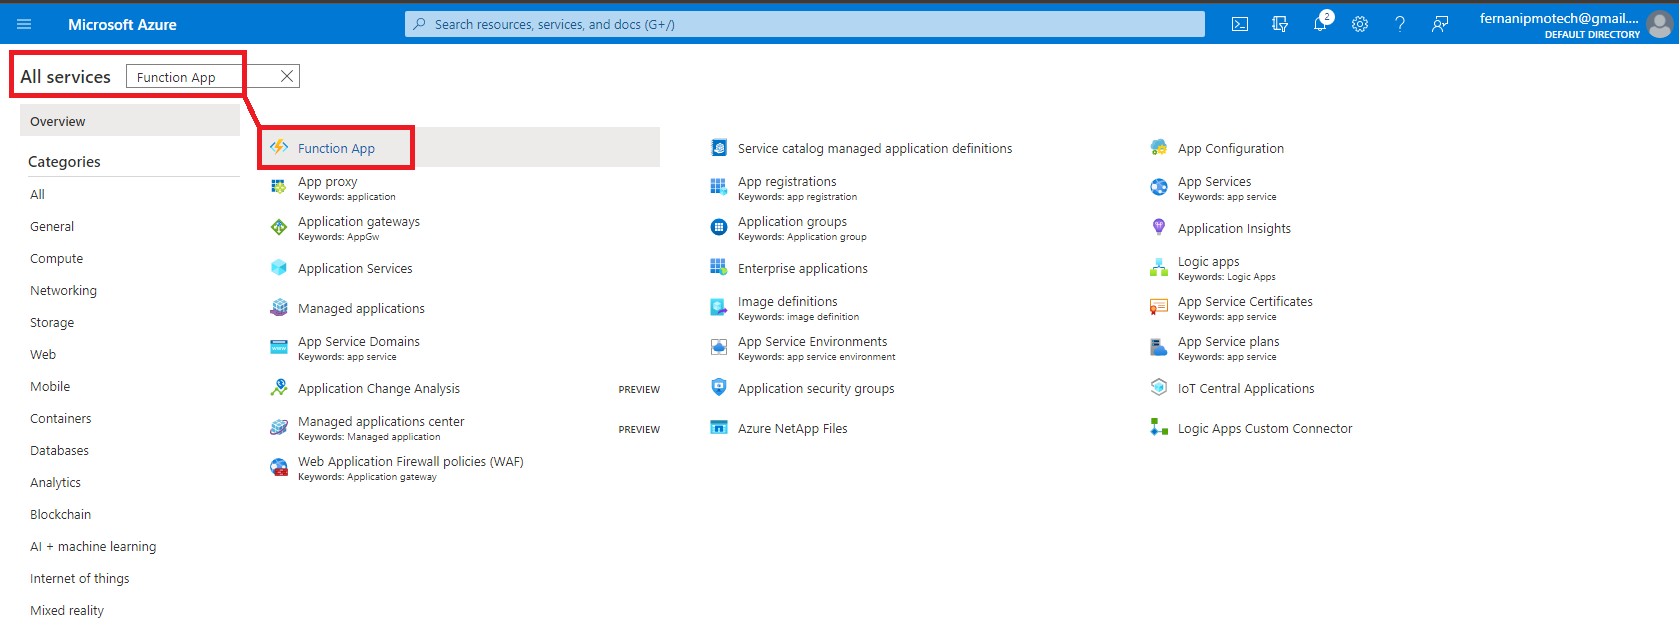 Microsoft Azure
Search resources, services, and docs (G+/)
2
fernanipmotech@gmail....
DEFAULT DIRECTORY
All services
Function App
Overview
Categories
All
General
Compute
Networking
Storage
Web
Mobile
Containers
Databases
Analytics
Blockchain
AI + machine learning
Internet of things
Mixed reality
Function App
App proxy
Keywords: application
Application gateways
Keywords: AppGw
Application Services
Managed applications
App Service Domains
Keywords: app service
Application Change Analysis PREVIEW
Managed applications center PREVIEW
Keywords: Managed application
Web Application Firewall policies (WAF)
Keywords: Application gateway
Service catalog managed application definitions
App registrations
Keywords: app registration
Application groups
Keywords: Application group
Enterprise applications
Image definitions
Keywords: image definition
App Service Environments
Keywords: app service environment
Application security groups
Azure NetApp Files
App Configuration
App Services
Keywords: app service
Application Insights
Logic apps
Keywords: Logic Apps
App Service Certificates
Keywords: app service
App Service plans
Keywords: app service
IoT Central Applications
Logic Apps Custom Connector